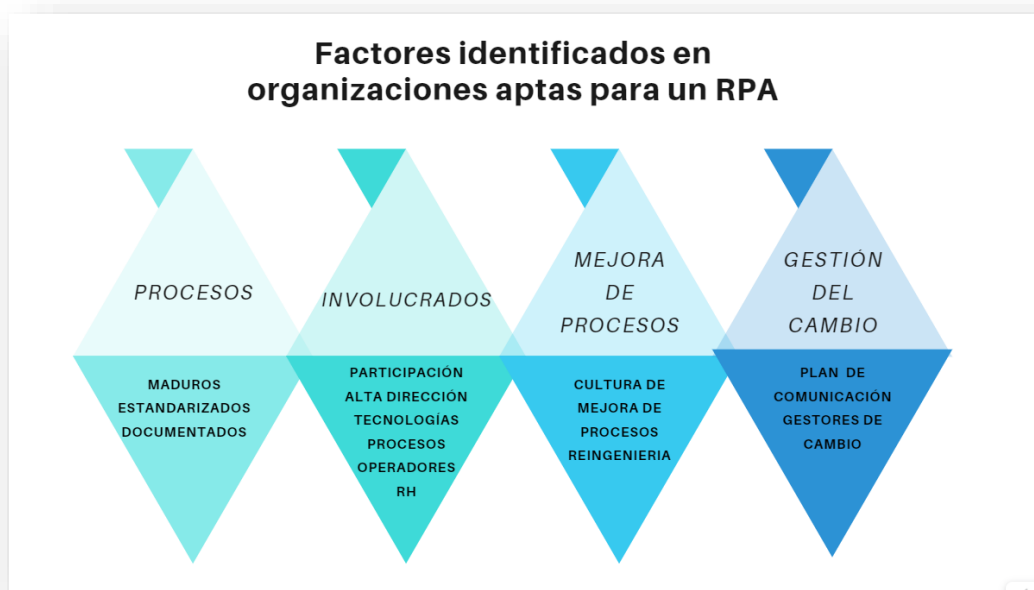 Factores identificados en
organizaciones aptas para un RPA
PROCESOS
MADUROS
ESTANDARIZADOS
DOCUMENTADOS
INVOLUCRADOS
PARTICIPACIÓN
ALTA DIRECCIÓN
TECNOLOGÍAS
PROCESOS
OPERADORES
RH
MEJORA
DE
PROCESOS
CULTURA DE
MEJORA DE
PROCESOS
REINGENIERIA
GESTIÓN
DEL
CAMBIO
PLAN DE
COMUNICACIÓN
GESTORES DE
CAMBIO